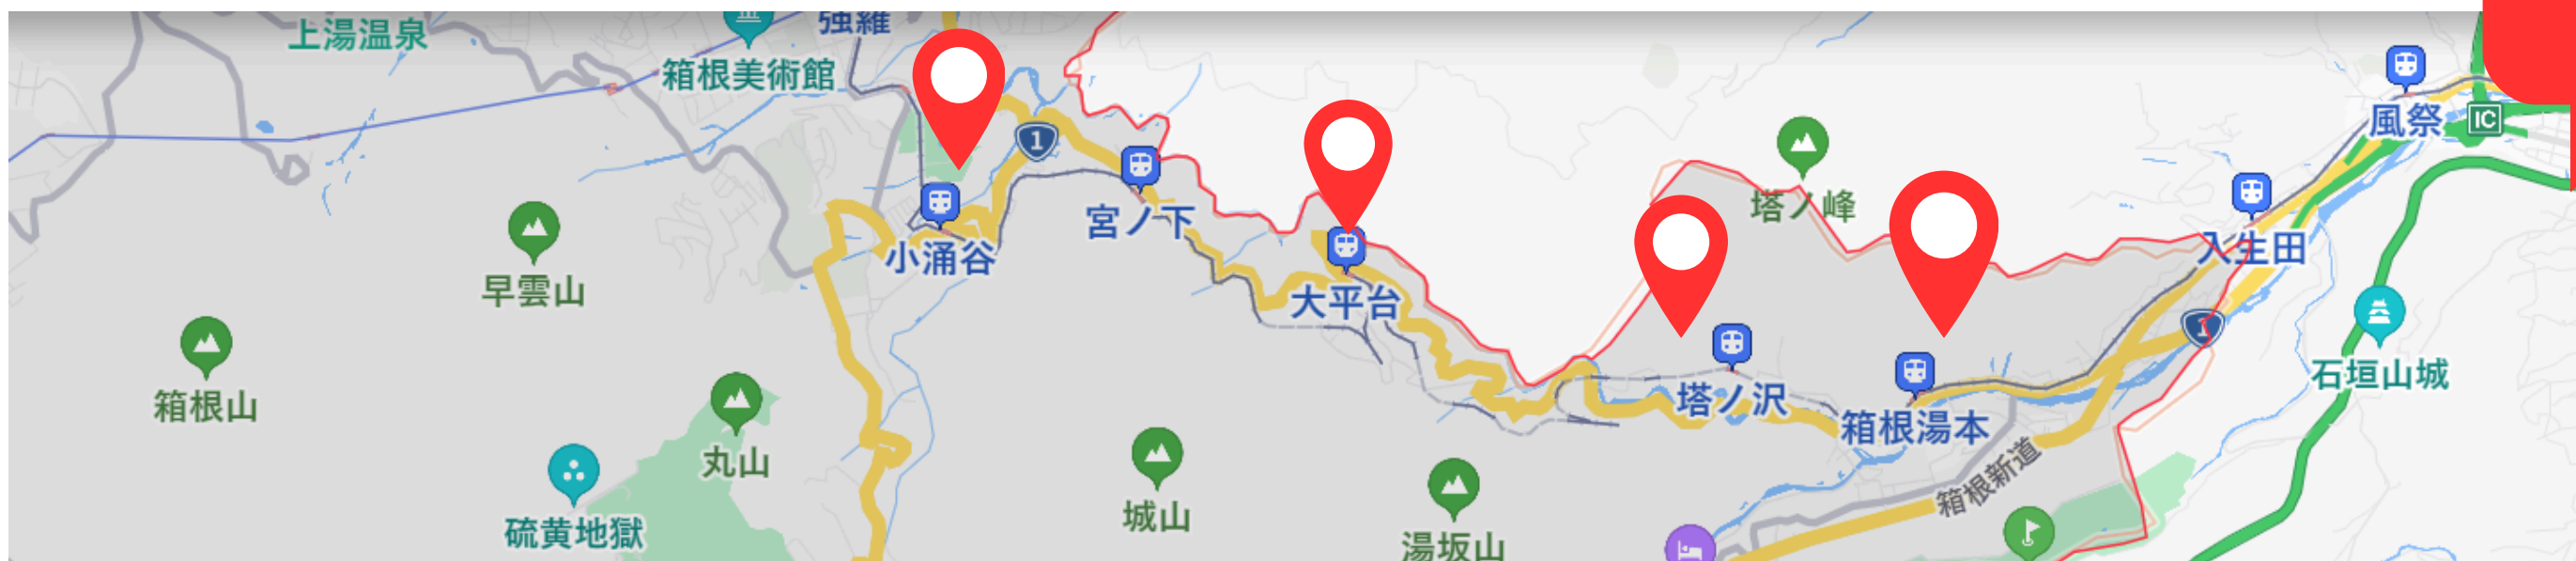 強羅
上湯温泉
箱根美術館
1
風祭
IC
宮ノ下
塔ノ峰
小涌谷
入生田
早雲山
大平台
1
石垣山城
箱根山
塔ノ沢
箱根湯本
丸山
箱根新道
城山
硫黄地獄
湯坂山